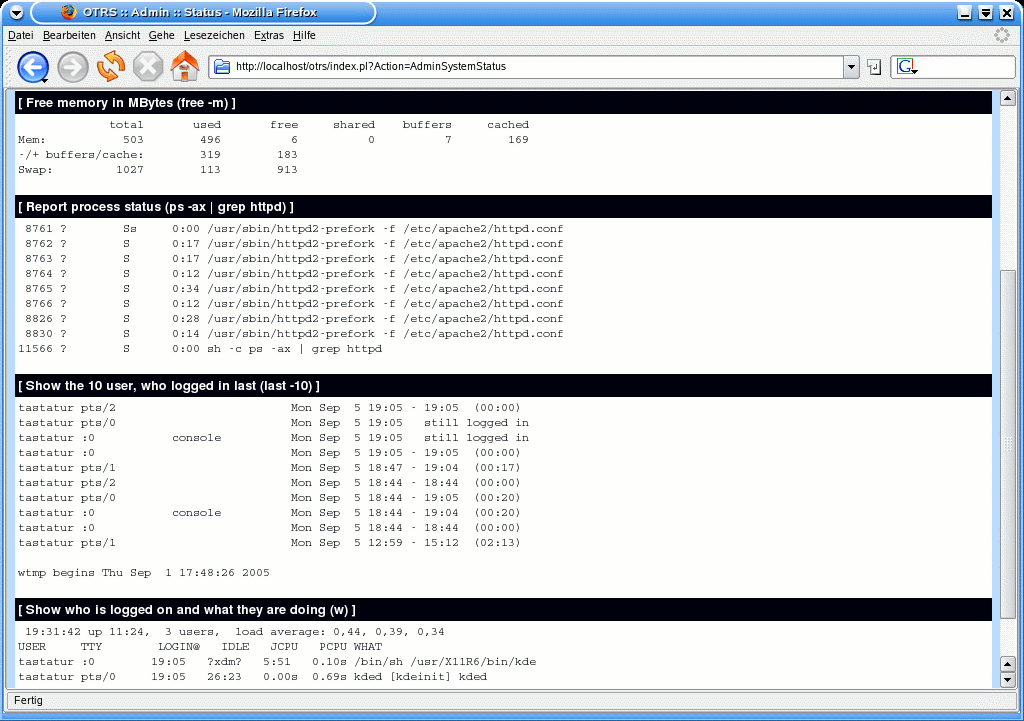 OTRS :: Admin :: Status - Mozilla Firefox
Datei Bearbeiten Ansicht Gehe Lesezeichen Extras Hilfe
http://localhost/otrs/index.pl?Action=AdminSystemStatus
[ Free memory in MBytes (free -m) ]
total used free shared buffers cached
Mem: 503 496 6 0 7 169
-/+ buffers/cache: 319 183
Swap: 1027 113 913
[ Report process status (ps -ax | grep httpd) ]
8761 ? Ss 0:00 /usr/sbin/httpd2-prefork -f /etc/apache2/httpd.conf
8762 ? S 0:17 /usr/sbin/httpd2-prefork -f /etc/apache2/httpd.conf
8763 ? S 0:17 /usr/sbin/httpd2-prefork -f /etc/apache2/httpd.conf
8764 ? S 0:12 /usr/sbin/httpd2-prefork -f /etc/apache2/httpd.conf
8765 ? S 0:34 /usr/sbin/httpd2-prefork -f /etc/apache2/httpd.conf
8766 ? S 0:12 /usr/sbin/httpd2-prefork -f /etc/apache2/httpd.conf
8826 ? S 0:28 /usr/sbin/httpd2-prefork -f /etc/apache2/httpd.conf
8830 ? S 0:14 /usr/sbin/httpd2-prefork -f /etc/apache2/httpd.conf
11566 ? S 0:00 sh -c ps -ax | grep httpd
[ Show the 10 user, who logged in last (last -10) ]
tastatur pts/2 Mon Sep 5 19:05 - 19:05 (00:00)
tastatur pts/0 Mon Sep 5 19:05 still logged in
tastatur :0 console Mon Sep 5 19:05 still logged in
tastatur :0 Mon Sep 5 19:05 - 19:05 (00:00)
tastatur pts/1 Mon Sep 5 18:47 - 19:04 (00:17)
tastatur pts/2 Mon Sep 5 18:44 - 18:44 (00:00)
tastatur pts/0 Mon Sep 5 18:44 - 19:05 (00:20)
tastatur :0 console Mon Sep 5 18:44 - 19:04 (00:20)
tastatur :0 Mon Sep 5 18:44 - 18:44 (00:00)
tastatur pts/1 Mon Sep 5 12:59 - 15:12 (02:13)
wtmp begins Thu Sep 1 17:48:26 2005
[ Show who is logged on and what they are doing (w) ]
19:31:42 up 11:24, 3 users, load average: 0,44, 0,39, 0,34
USER TTY LOGIN@ IDLE JCPU PCPU WHAT
tastatur :0 19:05 ?xdm? 5:51 0.10s /bin/sh /usr/X11R6/bin/kde
tastatur pts/0 19:05 26:23 0.00s 0.69s kded [kdeinit] kded
Fertig